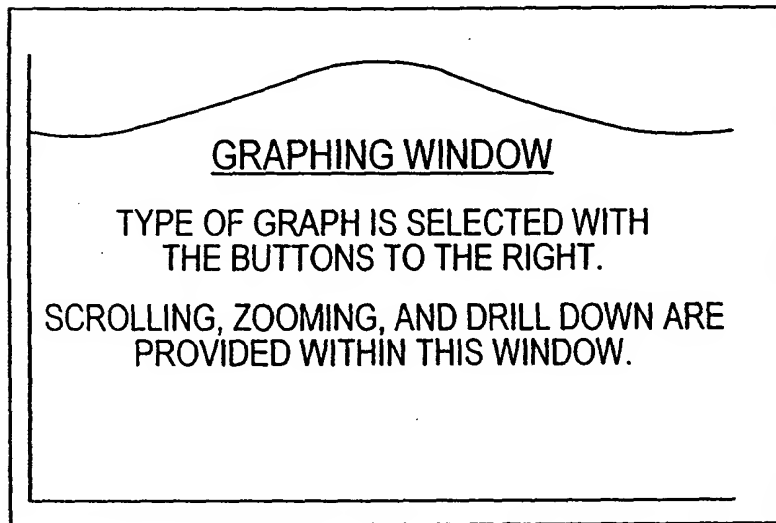 GRAPHING WINDOW
TYPE OF GRAPH IS SELECTED WITH
THE BUTTONS TO THE RIGHT.
SCROLLING, ZOOMING, AND DRILL DOWN ARE
PROVIDED WITHIN THIS WINDOW.